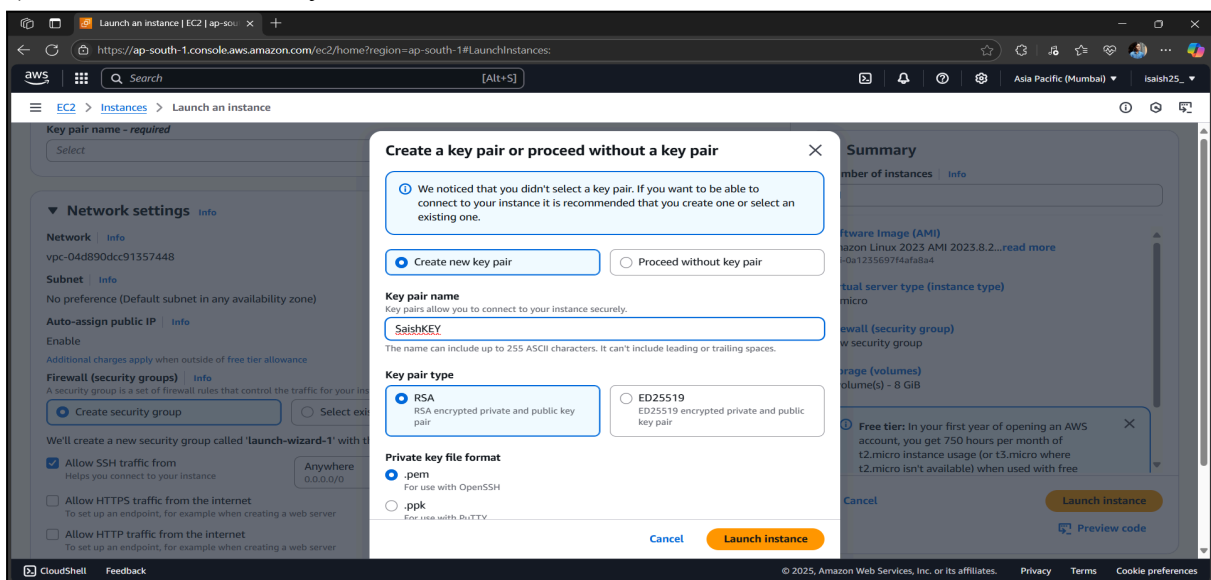 Launch an instance | EC2 | ap-sou
https://ap-south-1.console.aws.amazon.com/ec2/home?region=ap-south-1#LaunchInstances:
aws
Search
[Alt+S]
Asia Pacific (Mumbai)
isaish25_
EC2 > Instances > Launch an instance
Key pair name - required
Select
Network settings Info
Network Info
vpc-04d890dcc91357448
Subnet Info
No preference (Default subnet in any availability zone)
Auto-assign public IP Info
Enable
Additional charges apply when outside of free tier allowance
Firewall (security groups) Info
A security group is a set of firewall rules that control the traffic for your ins
Create security group
Select exis
We'll create a new security group called 'launch-wizard-1' with t
Allow SSH traffic from
Helps you connect to your instance
Anywhere
0.0.0.0/0
Allow HTTPS traffic from the internet
To set up an endpoint, for example when creating a web server
Allow HTTP traffic from the internet
To set up an endpoint, for example when creating a web server
Create a key pair or proceed without a key pair
We noticed that you didn't select a key pair. If you want to be able to
connect to your instance it is recommended that you create one or select an
existing one.
Create new key pair
Proceed without key pair
Key pair name
Key pairs allow you to connect to your instance securely.
SaishKEY
The name can include up to 255 ASCII characters. It can't include leading or trailing spaces.
Key pair type
RSA
RSA encrypted private and public key
pair
ED25519
ED25519 encrypted private and public
key pair
Private key file format
.pem
For use with OpenSSH
.ppk
For use with PuTTY
Cancel
Launch instance
Summary
mber of instances Info
ftware Image (AMI)
azon Linux 2023 AMI 2023.8.2...read more
-0a1235697f4afa8a4
tual server type (instance type)
micro
ewall (security group)
w security group
orage (volumes)
olume(s) - 8 GiB
Free tier: In your first year of opening an AWS
account, you get 750 hours per month of
t2.micro instance usage (or t3.micro where
t2.micro isn't available) when used with free
Cancel
Launch instance
Preview code
CloudShell
Feedback
© 2025, Amazon Web Services, Inc. or its affiliates.
Privacy
Terms
Cookie preferences